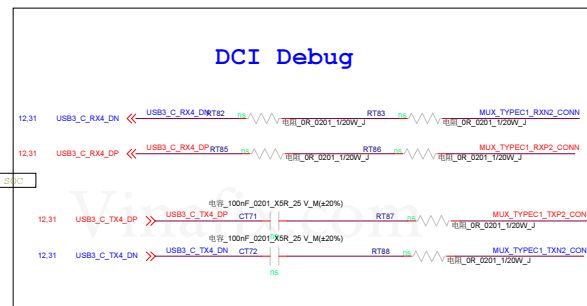 DCI Debug
12,31 USB3_C_RX4_DN USB3_C_RX4_DN RT82 ns 电阻_0R_0201_1/20W_J RT83 ns 电阻_0R_0201_1/20W_J MUX_TYPEC1_RXN2_CONN
12,31 USB3_C_RX4_DP USB3_C_RX4_DP RT85 ns 电阻_0R_0201_1/20W_J RT86 ns 电阻_0R_0201_1/20W_J MUX_TYPEC1_RXP2_CONN
SOC
电容_100nF_0201_X5R_25 V_M(±20%)
12,31 USB3_C_TX4_DP USB3_C_TX4_DP CT71 ns RT87 ns 电阻_0R_0201_1/20W_J MUX_TYPEC1_TXP2_CON
电容_100nF_0201_X5R_25 V_M(±20%)
12,31 USB3_C_TX4_DN USB3_C_TX4_DN CT72 ns RT88 ns 电阻_0R_0201_1/20W_J MUX_TYPEC1_TXN2_CON
Vinafix.com